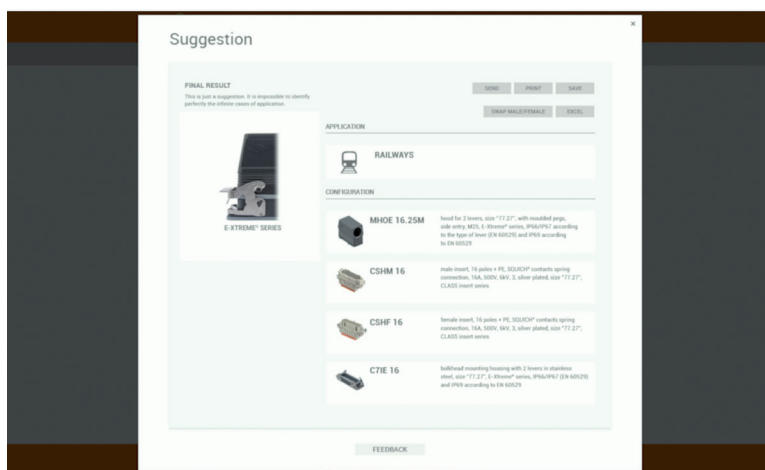 ×
Suggestion
FINAL RESULT
This is just a suggestion. It is impossible to identify
perfectly the infinite cases of application.
SEND PRINT SAVE
SWAP MALE/FEMALE EXCEL
E-XTREME® SERIES
APPLICATION
RAILWAYS
CONFIGURATION
MHOE 16.25M
hood for 2 levers, size "77.27", with moulded pegs,
side entry, M25, E-Xtreme® series, IP66/IP67 according
to the type of lever (EN 60529) and IP69 according
to EN 60529
CSHM 16
male insert, 16 poles + PE, SQUICH® contacts spring
connection, 16A, 500V, 6kV, 3, silver plated, size "77.27",
CLASS insert series
CSHF 16
female insert, 16 poles + PE, SQUICH® contacts spring
connection, 16A, 500V, 6kV, 3, silver plated, size "77.27",
CLASS insert series
C7IE 16
bulkhead mounting housing with 2 levers in stainless
steel, size "77.27", E-Xtreme® series, IP66/IP67 (EN 60529)
and IP69 according to EN 60529
FEEDBACK